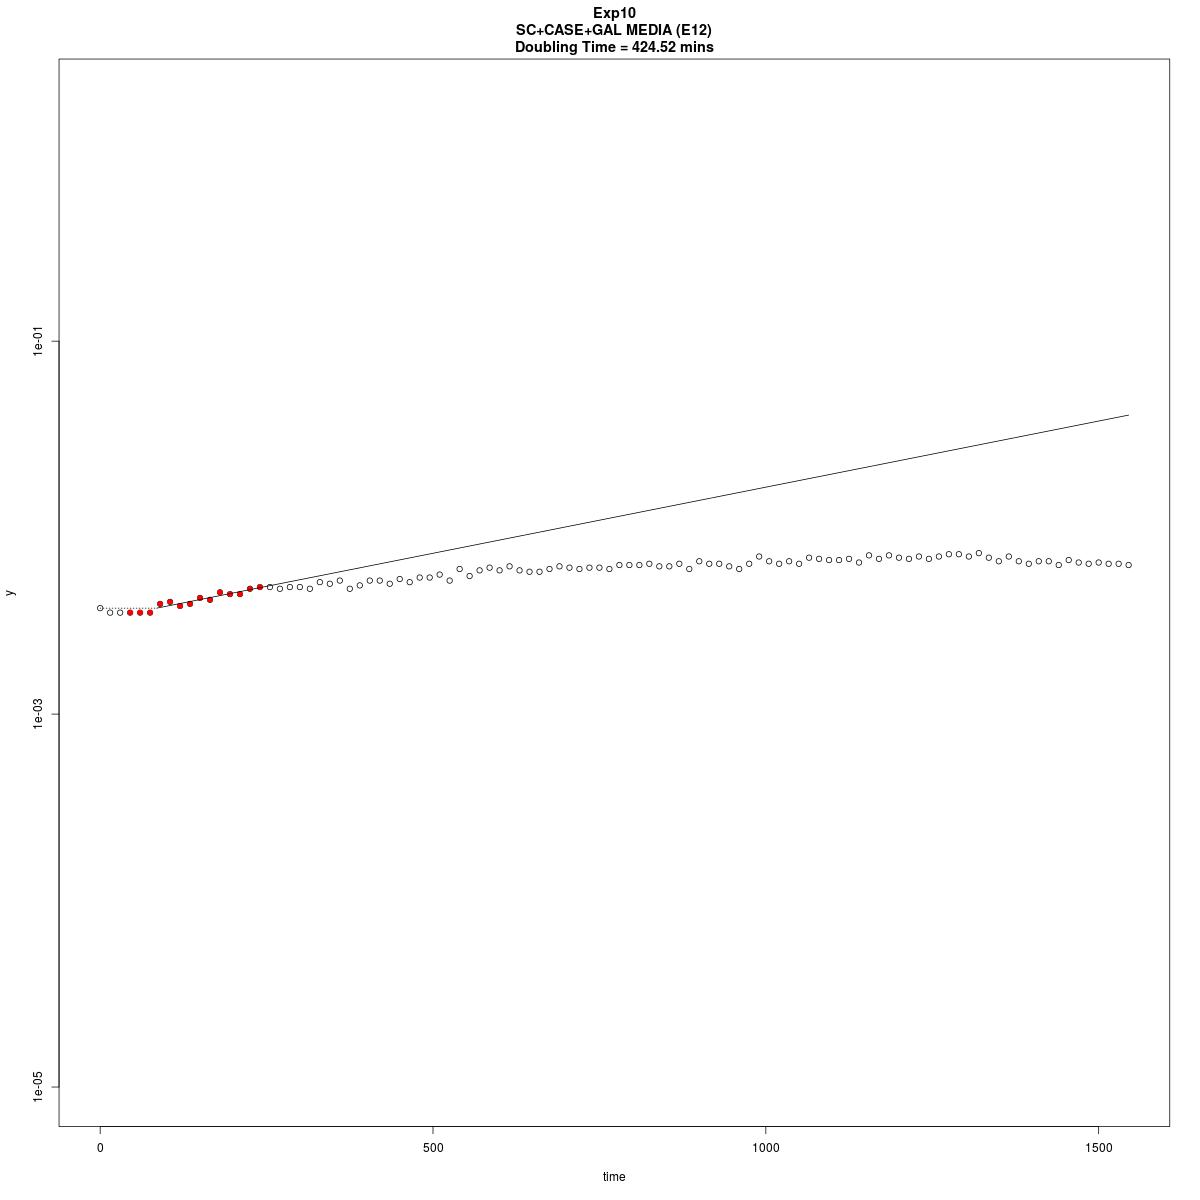 Exp10
SC+CASE+GAL MEDIA (E12)
Doubling Time = 424.52 mins
1e-01
1e-03
1e-05
y
0 500 1000 1500
time